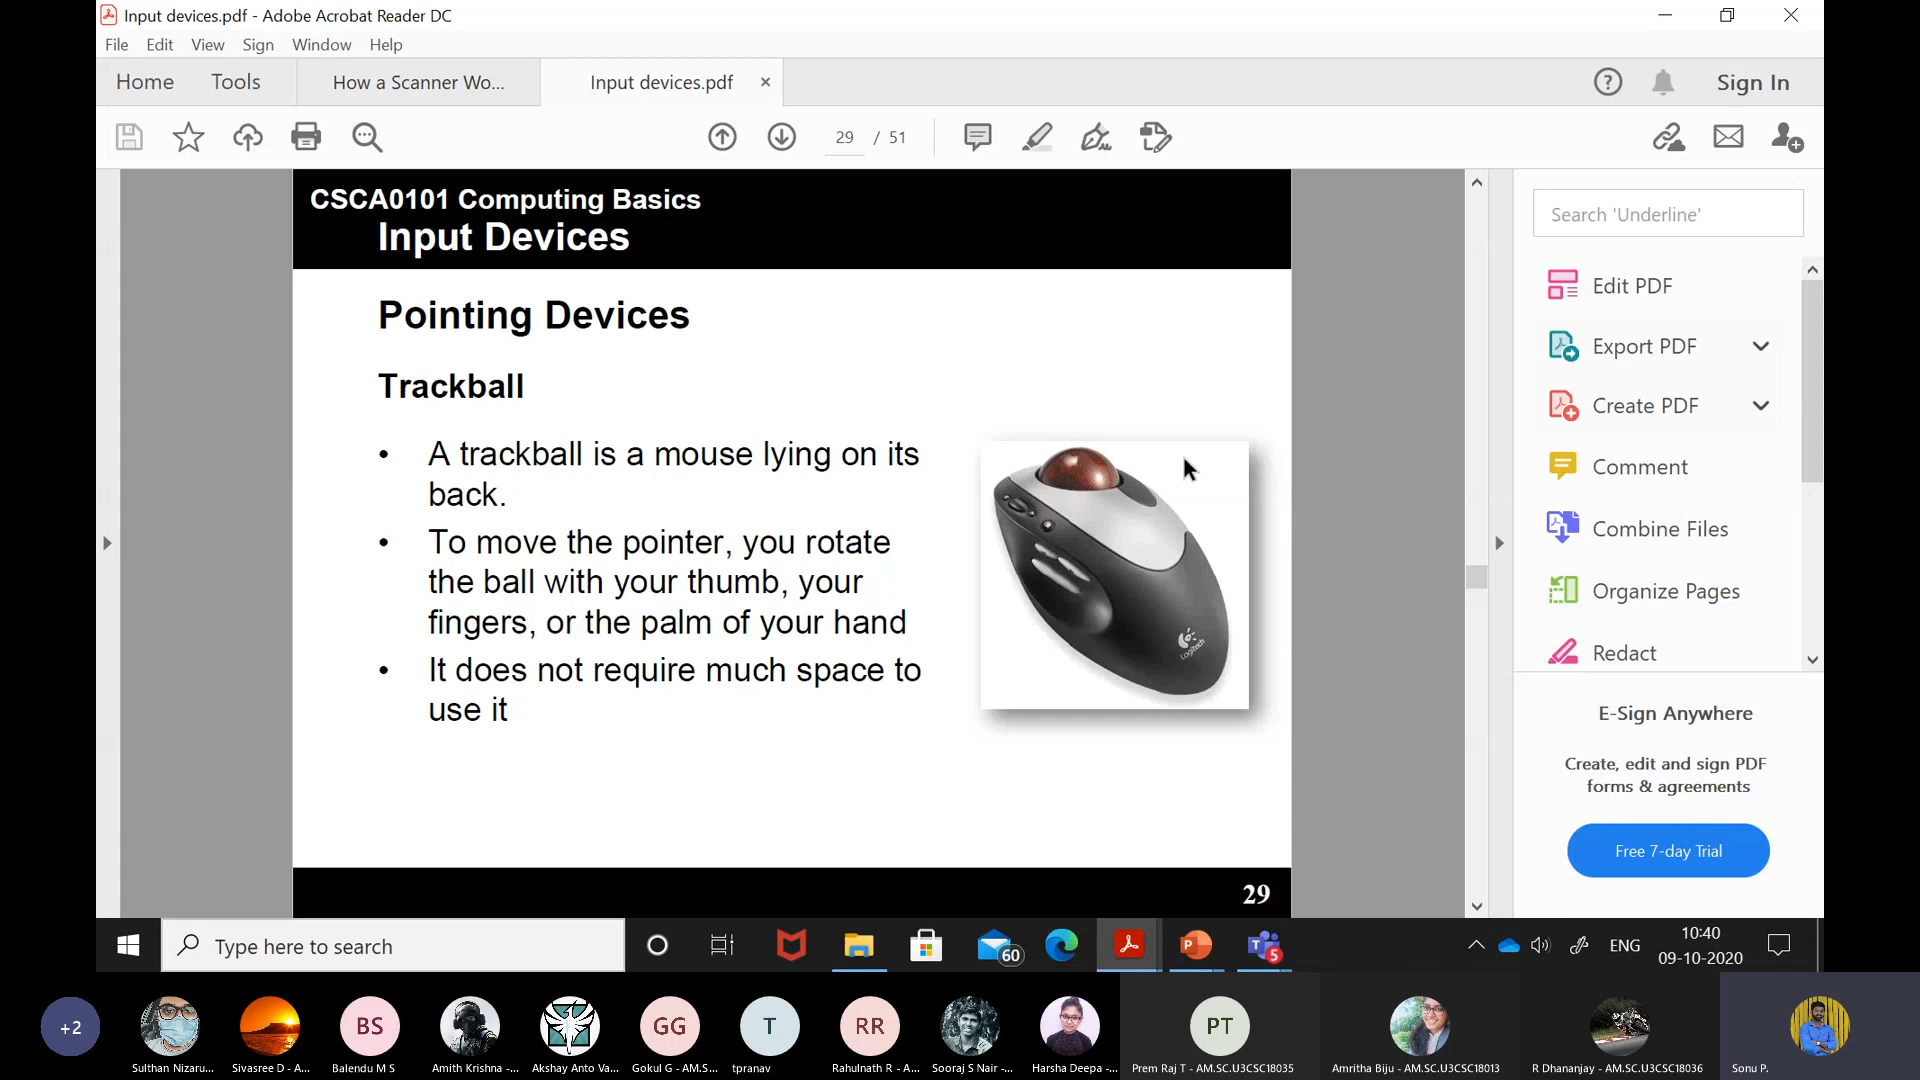 Input devices.pdf - Adobe Acrobat Reader DC
File Edit View Sign Window Help
Home Tools How a Scanner Wo... Input devices.pdf × Sign In
29 / 51
CSCA0101 Computing Basics
Input Devices
Pointing Devices
Trackball
• A trackball is a mouse lying on its
back.
• To move the pointer, you rotate
the ball with your thumb, your
fingers, or the palm of your hand
• It does not require much space to
use it
Logitech
29
Search 'Underline'
Edit PDF
Export PDF
Create PDF
Comment
Combine Files
Organize Pages
Redact
E-Sign Anywhere
Create, edit and sign PDF
forms & agreements
Free 7-day Trial
Type here to search
60
5
ENG
10:40
09-10-2020
+2 BS GG T RR PT
Sulthan Nizaru... Sivasree D - A... Balendu M S Amith Krishna -... Akshay Anto Va... Gokul G - AM.S... tpranav Rahulnath R - A... Sooraj S Nair -... Harsha Deepa -... Prem Raj T - AM.SC.U3CSC18035 Amritha Biju - AM.SC.U3CSC18013 R Dhananjay - AM.SC.U3CSC18036 Sonu P.